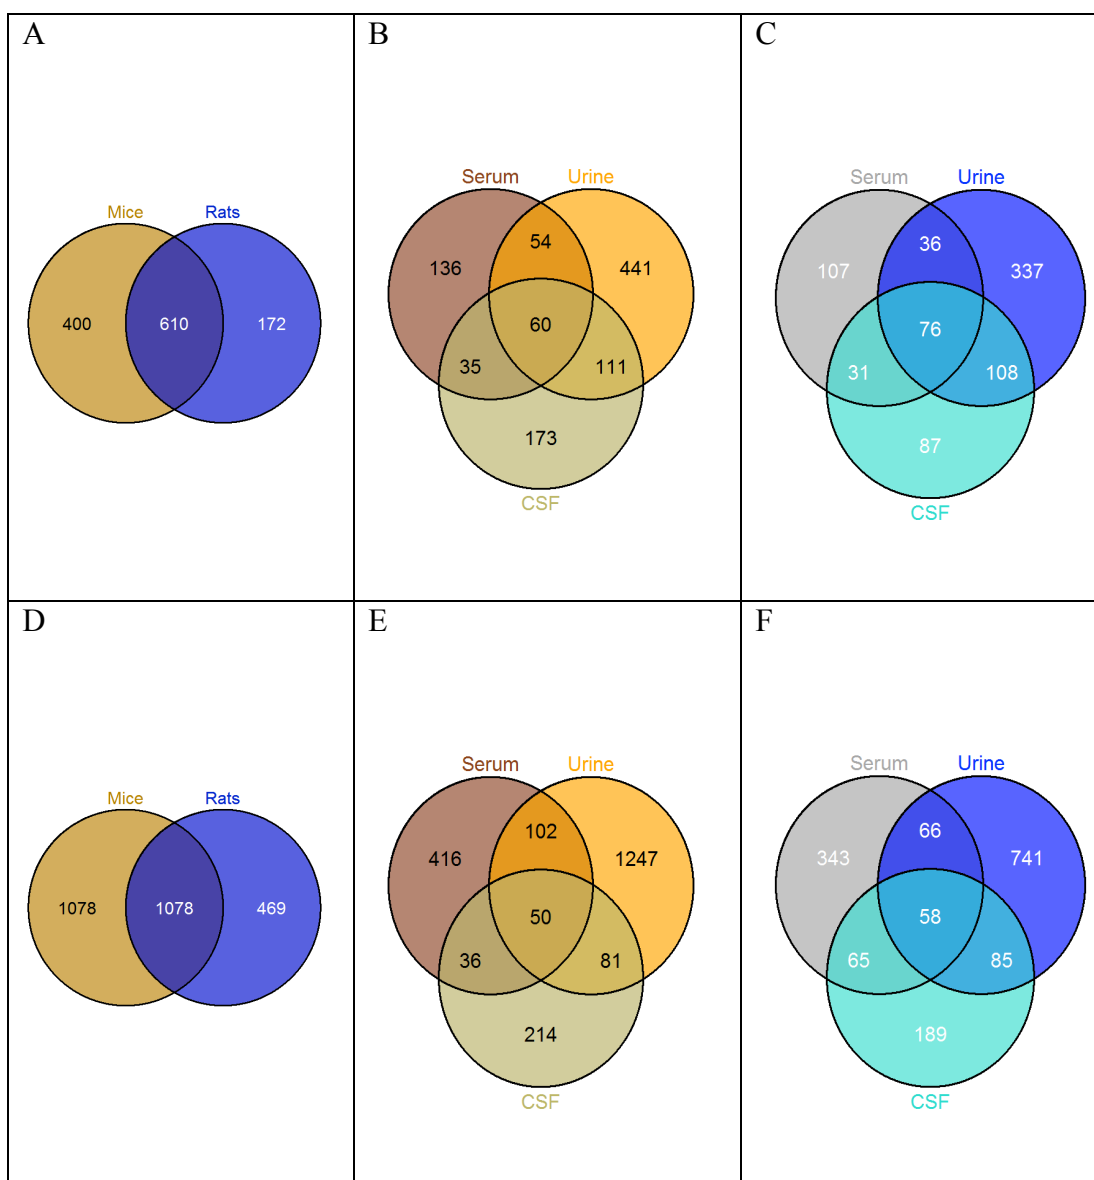 A
B
C
Serum Urine
Serum Urine
Mice Rats
54
36
136 441
107 337
400 610 172
60
76
35 111
31 108
173
87
CSF
CSF
D
E
F
Serum Urine
Serum Urine
Mice Rats
102
66
416 1247
343 741
1078 1078 469
50
58
36 81
65 85
214
189
CSF
CSF